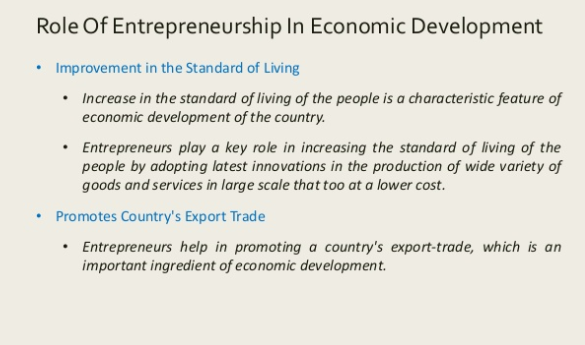 Role Of Entrepreneurship In Economic Development
• Improvement in the Standard of Living
• Increase in the standard of living of the people is a characteristic feature of
economic development of the country.
• Entrepreneurs play a key role in increasing the standard of living of the
people by adopting latest innovations in the production of wide variety of
goods and services in large scale that too at a lower cost.
• Promotes Country's Export Trade
• Entrepreneurs help in promoting a country's export-trade, which is an
important ingredient of economic development.